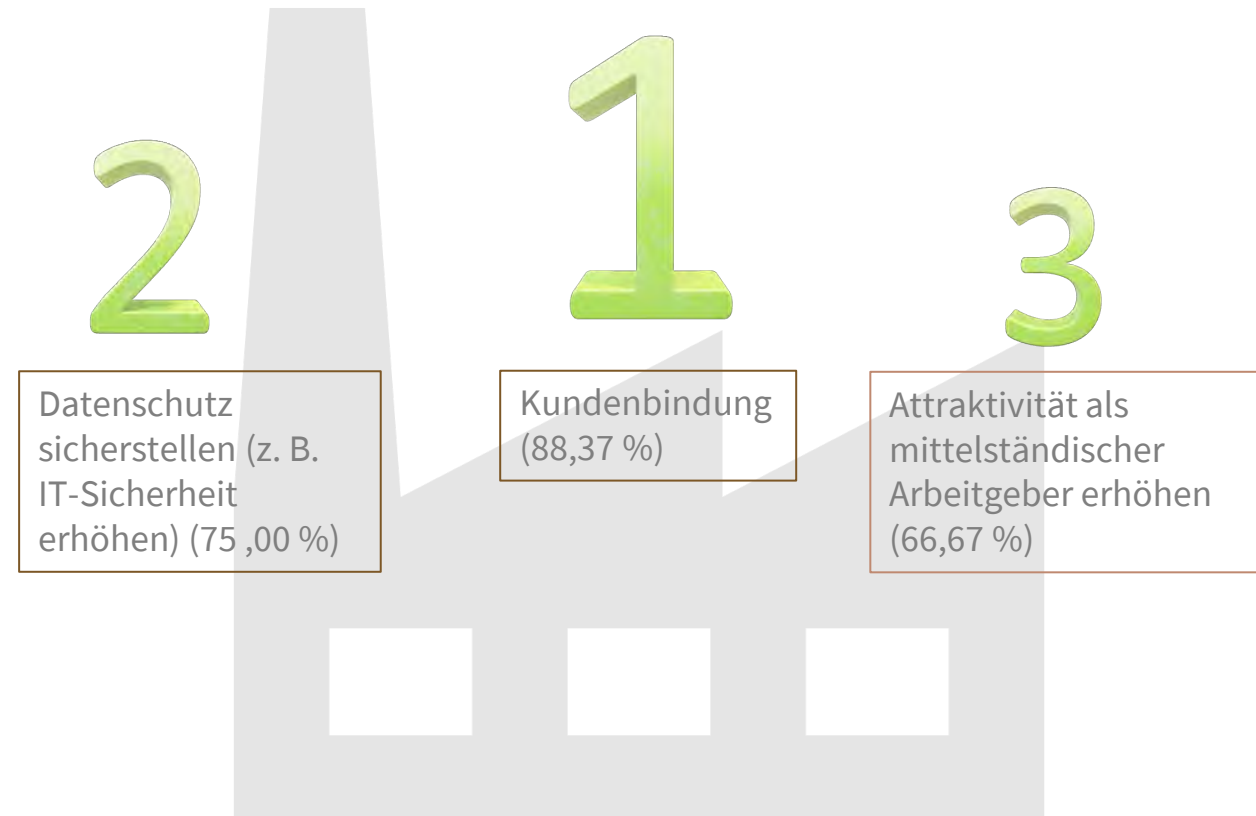 2
Datenschutz
sicherstellen (z. B.
IT-Sicherheit
erhöhen) (75 ,00 %)
1
Kundenbindung
(88,37 %)
3
Attraktivität als
mittelständischer
Arbeitgeber erhöhen
(66,67 %)